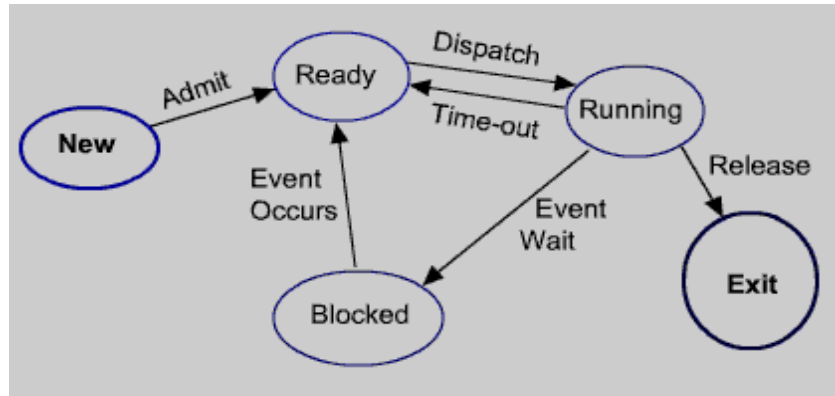 Admit
New
Ready
Dispatch
Time-out
Running
Event
Occurs
Event
Wait
Release
Blocked
Exit